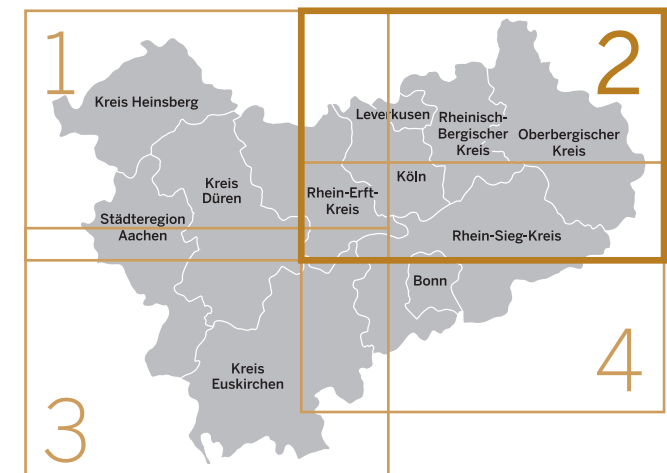 1
2
Kreis Heinsberg
Leverkusen
Rheinisch-
Bergischer
Kreis
Oberbergischer
Kreis
Kreis
Düren
Rhein-Erft-
Kreis
Köln
Städteregion
Aachen
Rhein-Sieg-Kreis
Bonn
Kreis
Euskirchen
3
4